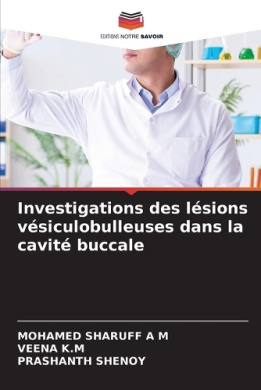 EDITIONS NOTRE SAVOIR
Investigations des lésions
vésiculobulleuses dans la
cavité buccale
MOHAMED SHARUFF A M
VEENA K.M
PRASHANTH SHENOY